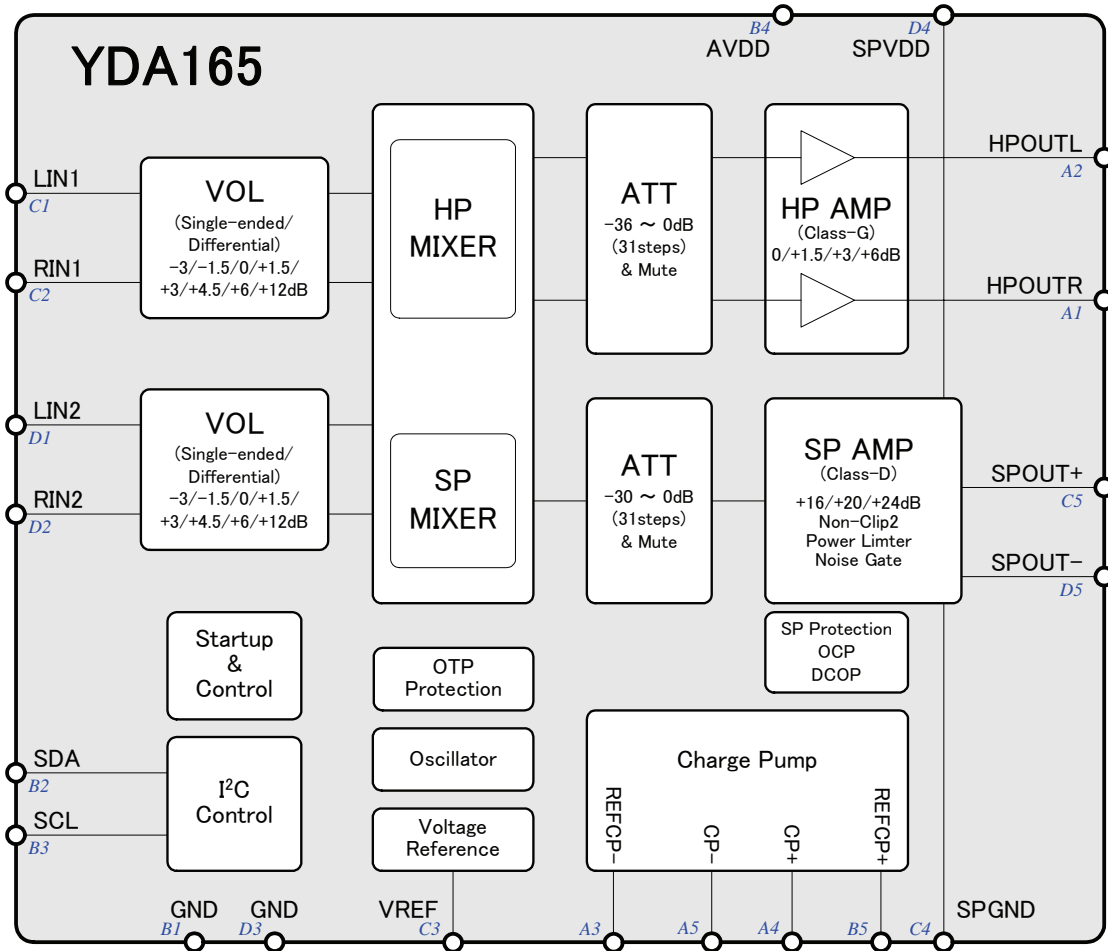 YDA165
B4
AVDD
D4
SPVDD
LIN1
C1
RIN1
C2
VOL
(Single-ended/
Differential)
-3/-1.5/0/+1.5/
+3/+4.5/+6/+12dB
HP
MIXER
ATT
-36 ~ 0dB
(31steps)
& Mute
HP AMP
(Class-G)
0/+1.5/+3/+6dB
HPOUTL
A2
HPOUTR
A1
LIN2
D1
RIN2
D2
VOL
(Single-ended/
Differential)
-3/-1.5/0/+1.5/
+3/+4.5/+6/+12dB
SP
MIXER
ATT
-30 ~ 0dB
(31steps)
& Mute
SP AMP
(Class-D)
+16/+20/+24dB
Non-Clip2
Power Limter
Noise Gate
SPOUT+
C5
SPOUT-
D5
Startup
&
Control
OTP
Protection
SP Protection
OCP
DCOP
SDA
B2
SCL
B3
I²C
Control
Oscillator
Voltage
Reference
Charge Pump
REFCP-
CP-
CP+
REFCP+
GND
B1
GND
D3
VREF
C3
A3
A5
A4
B5
SPGND
C4